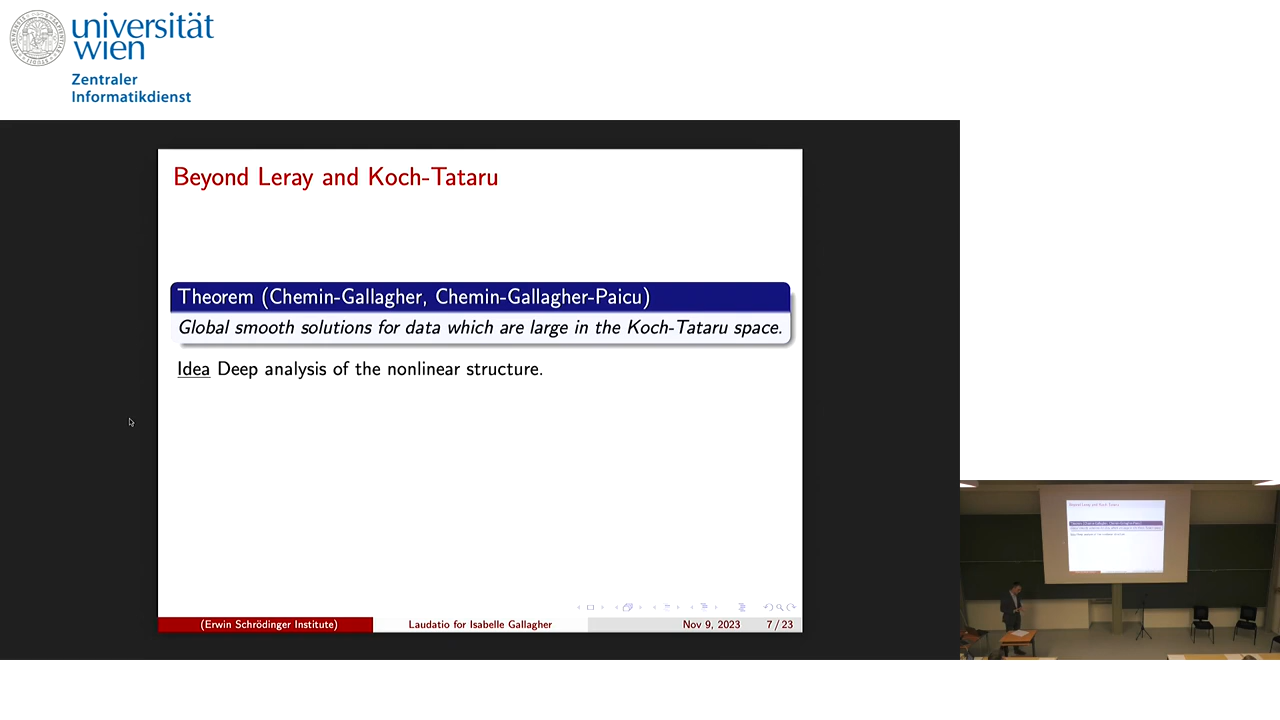 universität
wien
Zentraler
Informatikdienst
Beyond Leray and Koch-Tataru
Theorem (Chemin-Gallagher, Chemin-Gallagher-Paicu)
Global smooth solutions for data which are large in the Koch-Tataru space.
Idea Deep analysis of the nonlinear structure.
(Erwin Schrödinger Institute) Laudatio for Isabelle Gallagher Nov 9, 2023 7 / 23